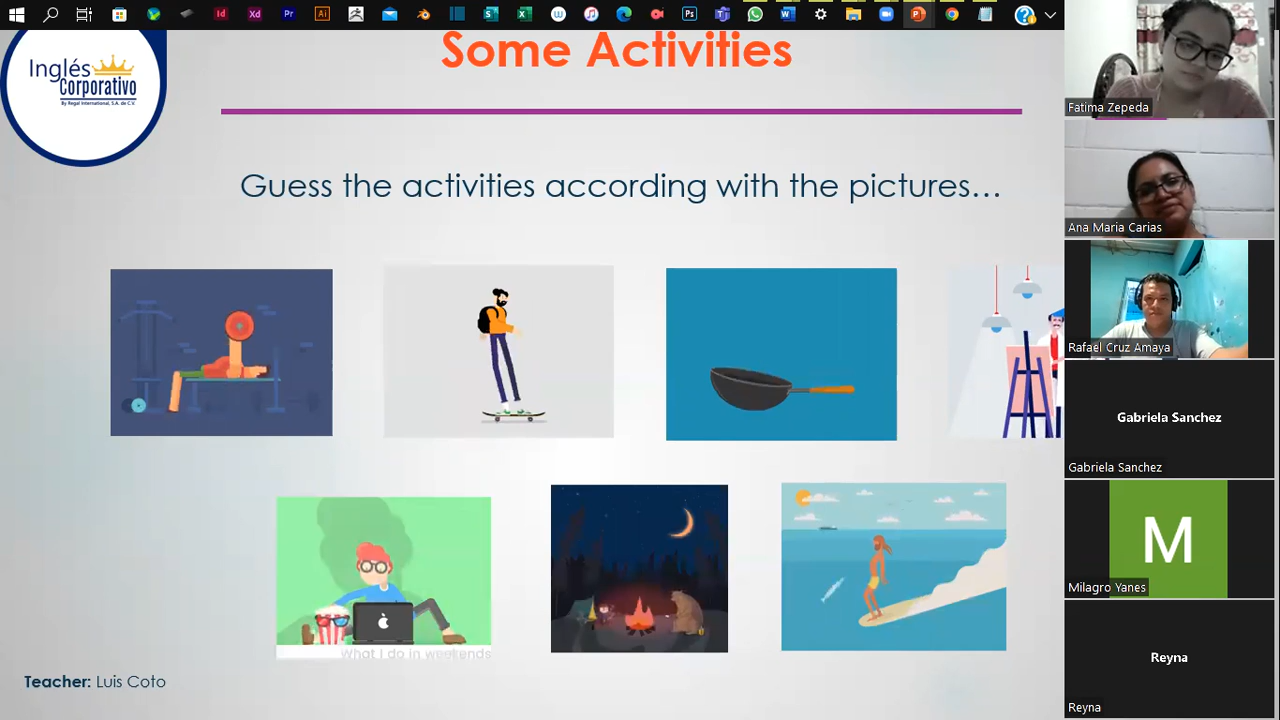 Some Activities
Inglés
Corporativo
By Regal International, S.A. de C.V.
Guess the activities according with the pictures...
What I do in weekends
Teacher: Luis Coto
Fatima Zepeda
Ana Maria Carias
Rafael Cruz Amaya
Gabriela Sanchez
Gabriela Sanchez
M
Milagro Yanes
Reyna
Reyna